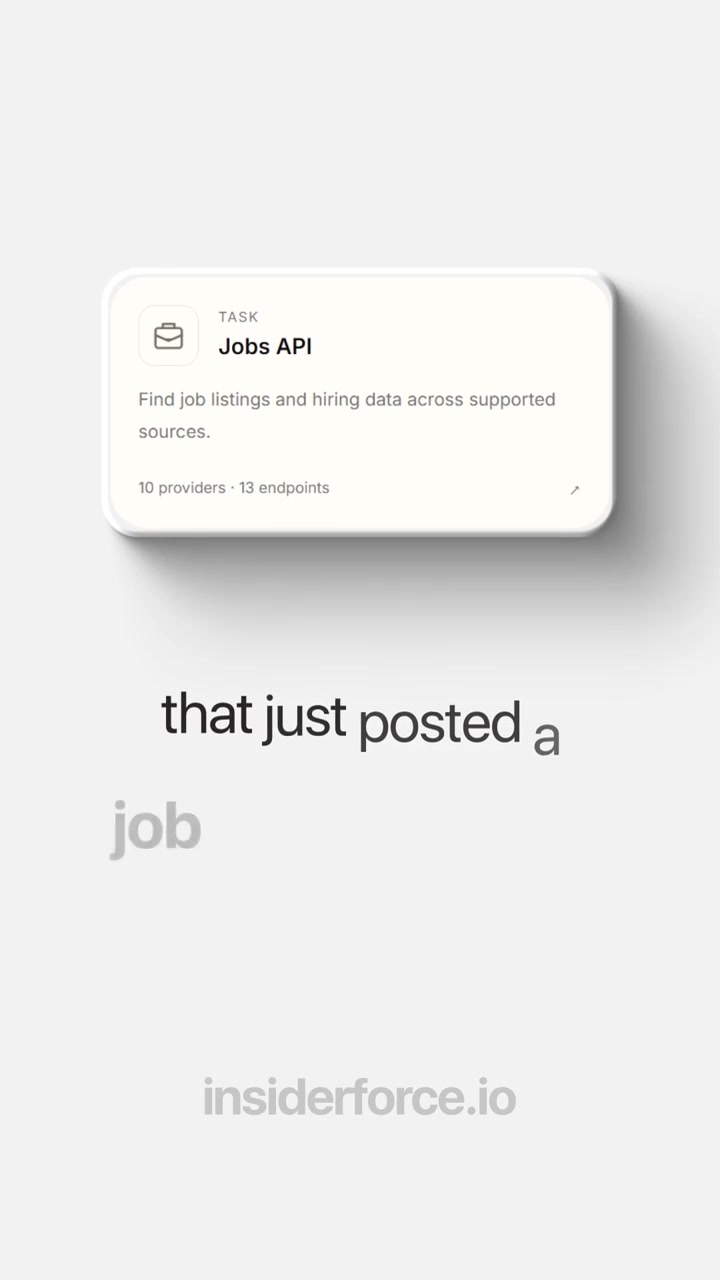 TASK
Jobs API
Find job listings and hiring data across supported
sources.
10 providers · 13 endpoints
that just posted a
job
insiderforce.io